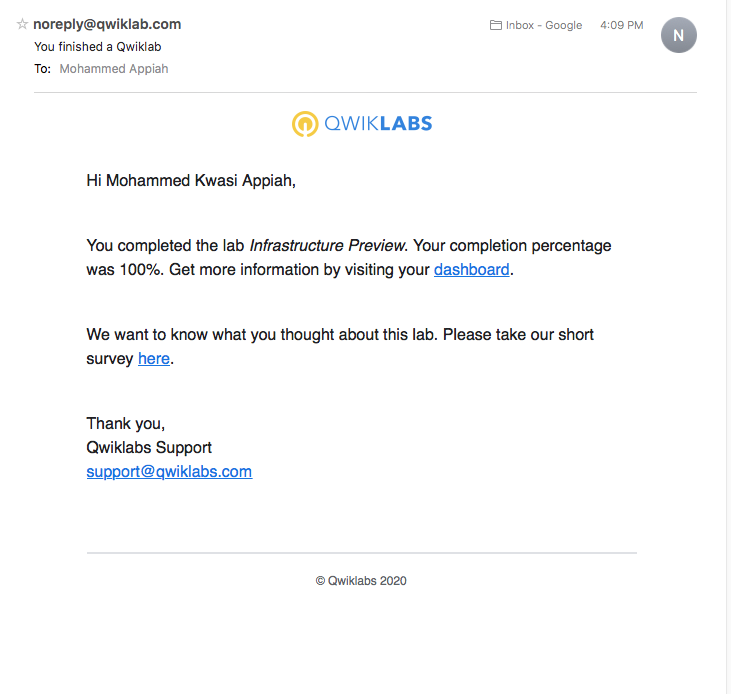 noreply@qwiklab.com
Inbox - Google 4:09 PM
N
You finished a Qwiklab
To: Mohammed Appiah
QWIKLABS
Hi Mohammed Kwasi Appiah,
You completed the lab Infrastructure Preview. Your completion percentage
was 100%. Get more information by visiting your dashboard.
We want to know what you thought about this lab. Please take our short
survey here.
Thank you,
Qwiklabs Support
support@qwiklabs.com
© Qwiklabs 2020